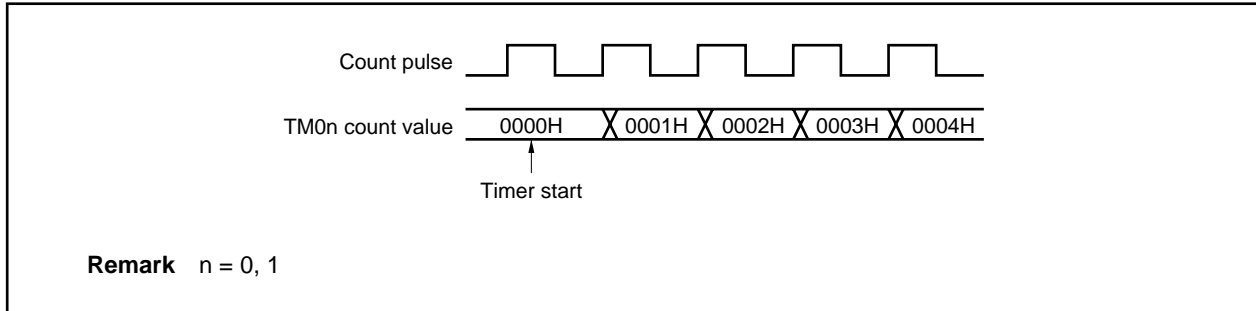 Count pulse
TM0n count value 0000H 0001H 0002H 0003H 0004H
Timer start
Remark n = 0, 1